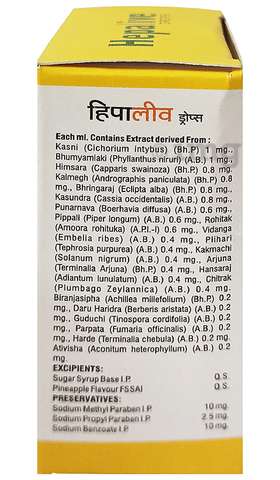 Hepalive
हिपालीव ड्रोप्स
Each ml. Contains Extract derived From :
Kasni (Cichorium intybus) (Bh.P) 1 mg.,
Bhumyamlaki (Phyllanthus niruri) (A.B.) 1 mg.,
Himsara (Capparis swainoza) (Bh.P) 0.8 mg.,
Kalmegh (Andrographis paniculata) (Bh.P) 0.8
mg., Bhringaraj (Eclipta alba) (Bh.P) 0.8 mg.,
Kasundra (Cassia occidentalis) (A.B.) 0.8 mg.,
Punarnava (Boerhavia diffusa) (A.B.) 0.6 mg.,
Pippali (Piper longum) (A.B.) 0.6 mg., Rohitak
(Amoora rohituka) (A.P.I.-I) 0.6 mg., Vidanga
(Embelia ribes) (A.B.) 0.4 mg., Plihari
(Tephrosia purpurea) (A.B.) 0.4 mg., Kakmachi
(Solanum nigrum) (A.B.) 0.4 mg., Arjuna
(Terminalia Arjuna) (Bh.P) 0.4 mg., Hansraj
(Adiantum lunulatum) (A.B.) 0.4 mg., Chitrak
(Plumbago Zeylannica) (A.B.) 0.4 mg.
Biranjasipha (Achillea millefolium) (Bh.P) 0.2
mg., Daru Haridra (Berberis aristata) (A.B.) 0.2
mg., Guduchi (Tinospora cordifolia) (A.B.) 0.2
mg., Parpata (Fumaria officinalis) (A.B.) 0.2
mg., Harde (Terminalia chebula) (A.B.) 0.2 mg.
Ativisha (Aconitum heterophyllum) (A.B.) 0.2
mg.
EXCIPIENTS:
Sugar Syrup Base I.P. Q.S.
Pineapple Flavour FSSAI Q.S.
PRESERVATIVES:
Sodium Methyl Paraben I.P. 10 mg.
Sodium Propyl Paraben I.P. 2.5 mg.
Sodium Benzoate I.P. 10 mg.